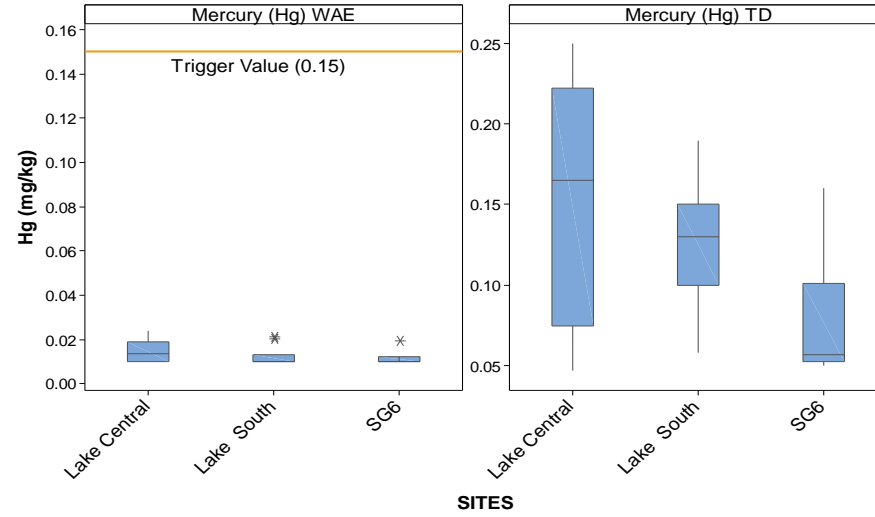 Mercury (Hg) WAE
Mercury (Hg) TD
0.16
0.14
0.12
0.10
0.08
0.06
0.04
0.02
0.00
Trigger Value (0.15)
Hg (mg/kg)
0.25
0.20
0.15
0.10
0.05
Lake Central
Lake South
SG6
Lake Central
Lake South
SG6
SITES